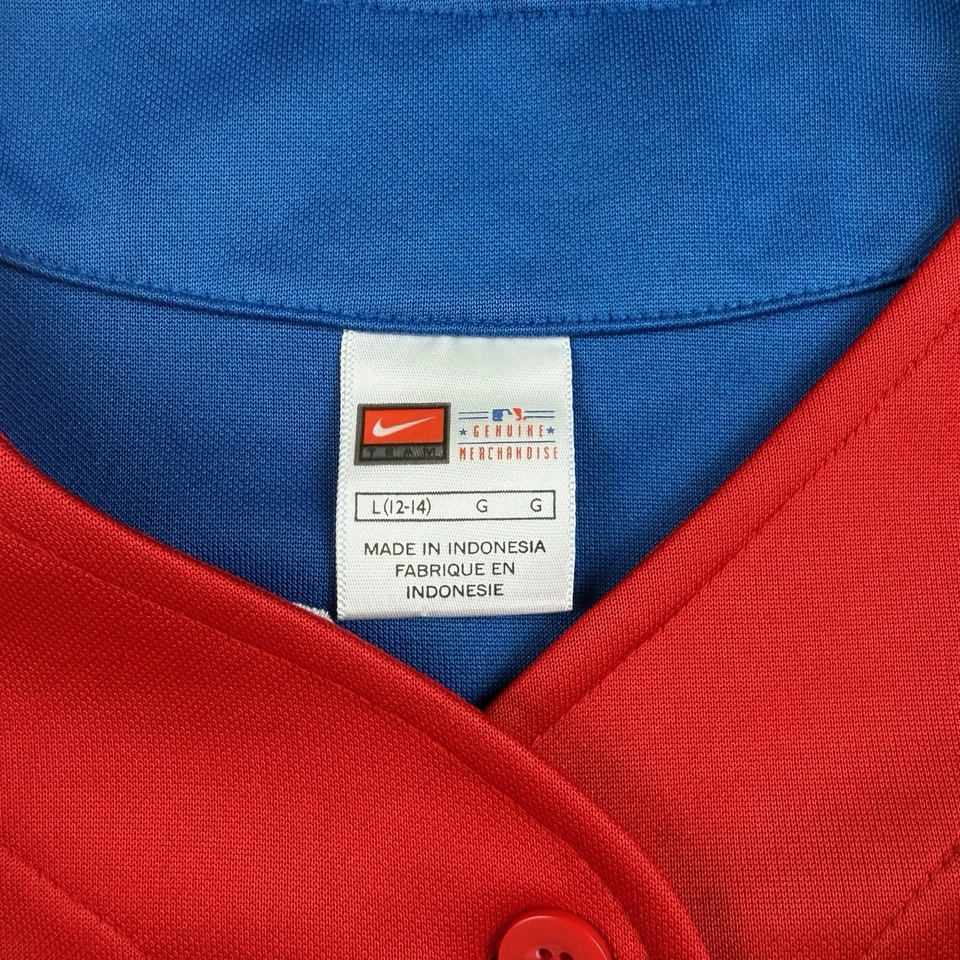 TEAM
GENUINE
MERCHANDISE
L(12-14) G G
MADE IN INDONESIA
FABRIQUE EN
INDONESIE